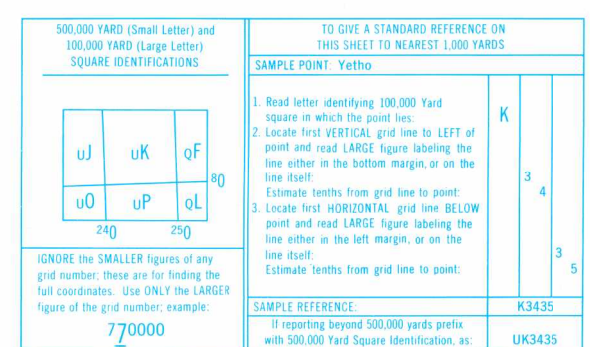 500,000 YARD (Small Letter) and
100,000 YARD (Large Letter)
SQUARE IDENTIFICATIONS
uJ uK QF
80
uO uP QL
240 250
IGNORE the SMALLER figures of any
grid number; these are for finding the
full coordinates. Use ONLY the LARGER
figure of the grid number; example:
770000
TO GIVE A STANDARD REFERENCE ON
THIS SHEET TO NEAREST 1,000 YARDS
SAMPLE POINT: Yetho
1. Read letter identifying 100,000 Yard
square in which the point lies:
K
2. Locate first VERTICAL grid line to LEFT of
point and read LARGE figure labeling the
line either in the bottom margin, or on the
line itself:
3
Estimate tenths from grid line to point:
4
3. Locate first HORIZONTAL grid line BELOW
point and read LARGE figure labeling the
line either in the left margin, or on the
line itself:
3
Estimate tenths from grid line to point:
5
SAMPLE REFERENCE: K3435
If reporting beyond 500,000 yards prefix
with 500,000 Yard Square Identification, as:
UK3435